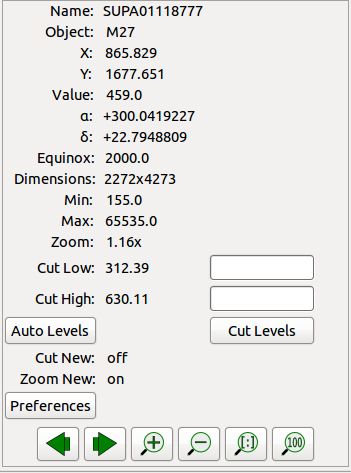 Name: SUPA01118777
Object: M27
X: 865.829
Y: 1677.651
Value: 459.0
α: +300.0419227
δ: +22.7948809
Equinox: 2000.0
Dimensions: 2272x4273
Min: 155.0
Max: 65535.0
Zoom: 1.16x
Cut Low: 312.39
Cut High: 630.11
Auto Levels Cut Levels
Cut New: off
Zoom New: on
Preferences
[:] 100